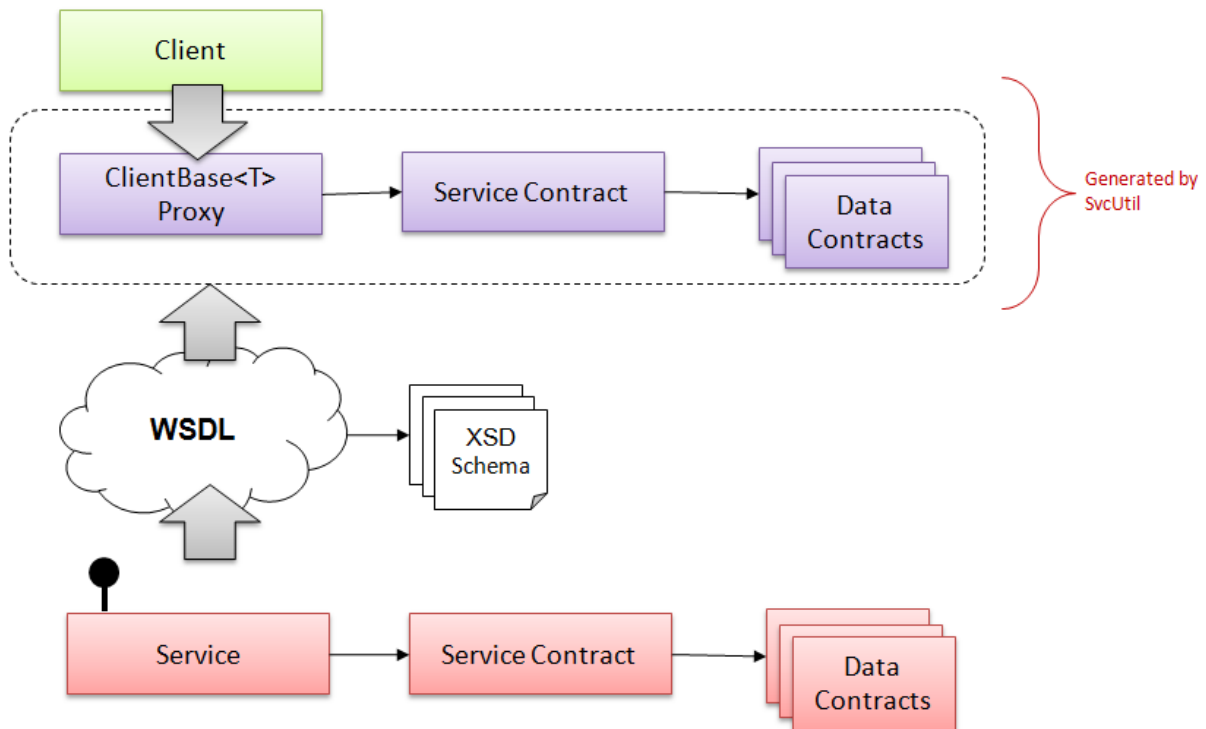 Client
ClientBase<T>
Proxy
Service Contract
Data
Contracts
Generated by
SvcUtil
WSDL
XSD
Schema
Service
Service Contract
Data
Contracts